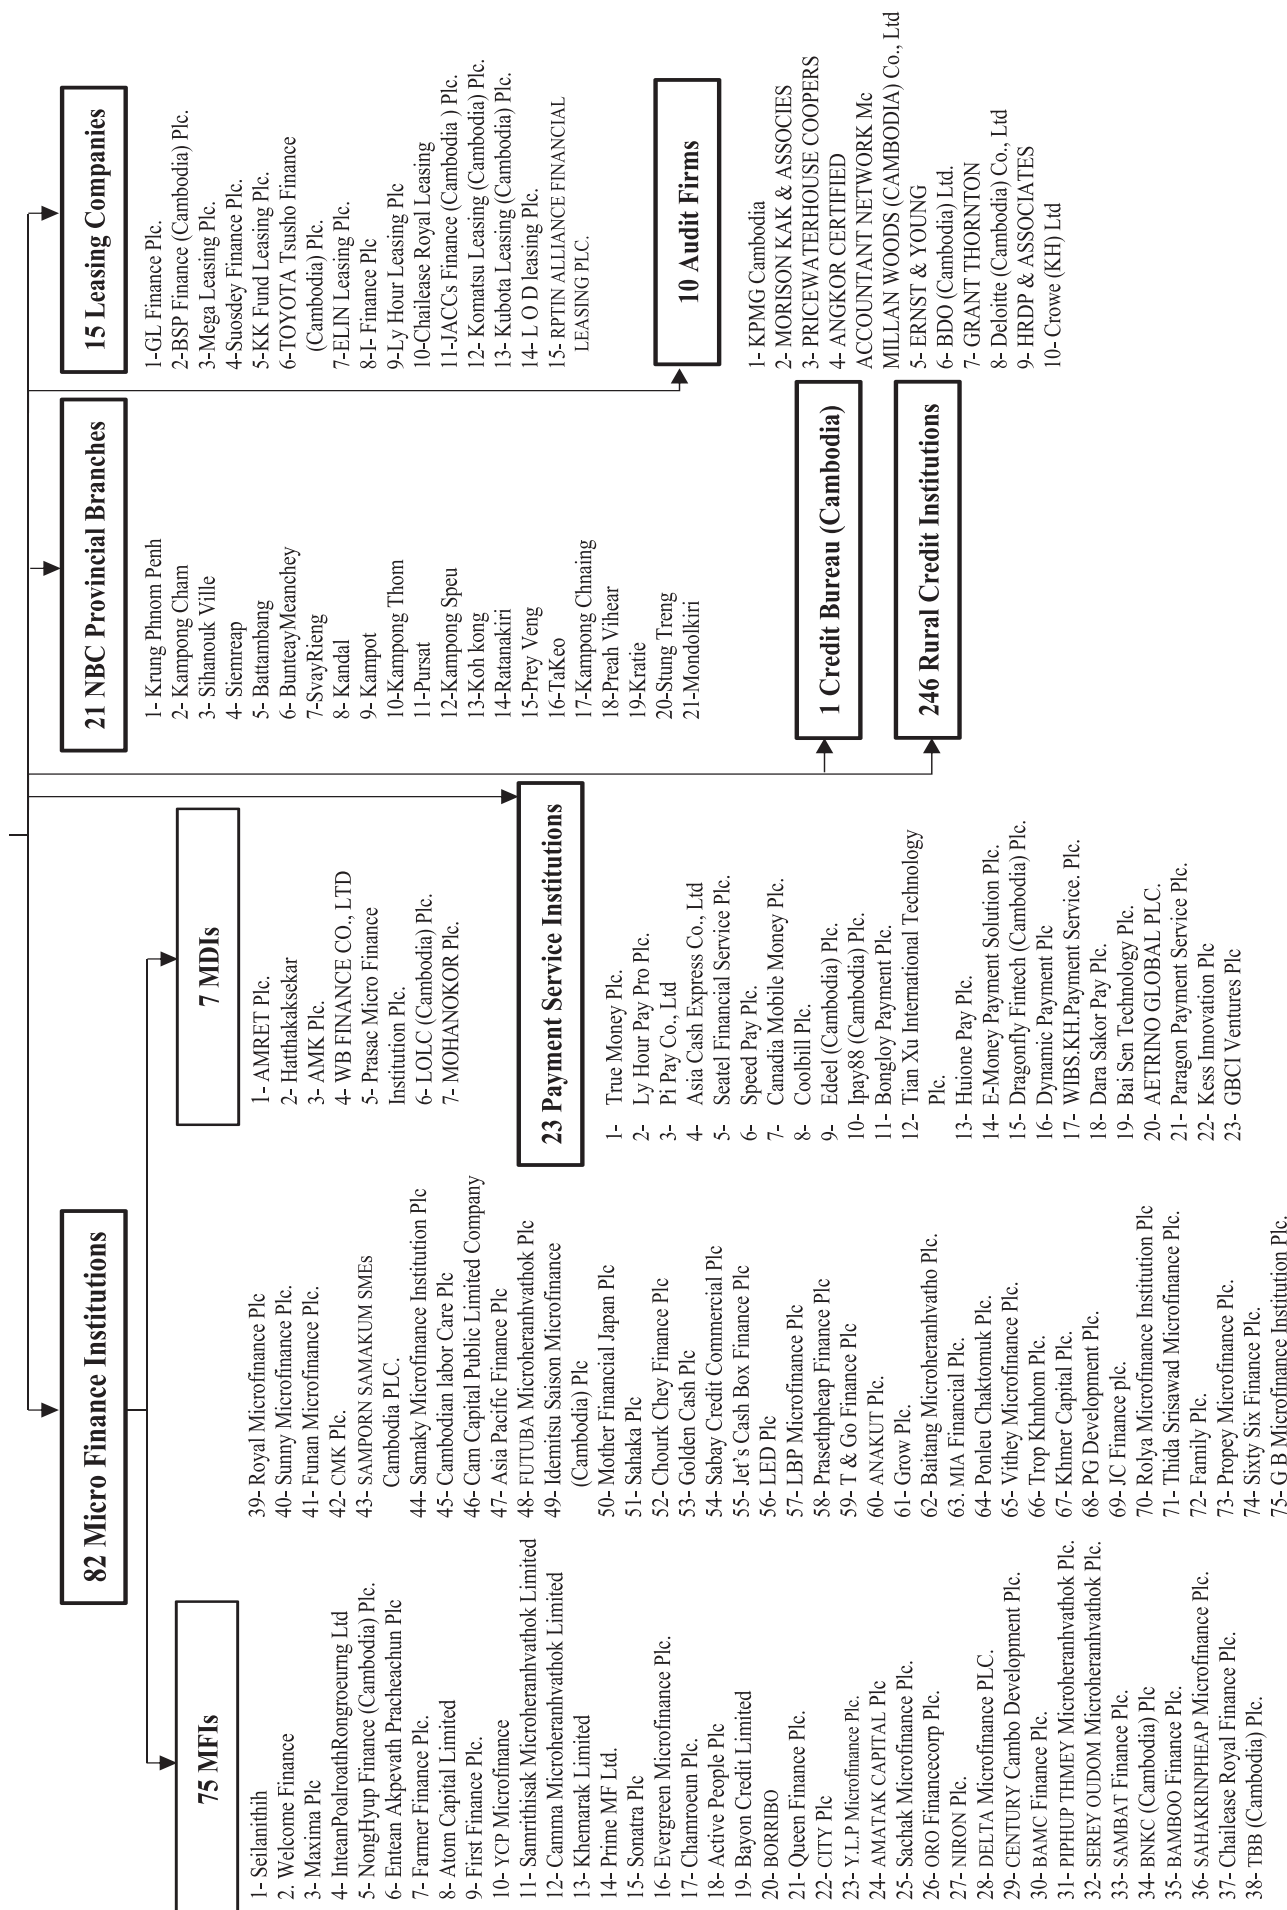 82 Micro Finance Institutions
75 MFIs
1- Seilanithih
2. Welcome Finance
3- Maxima Plc
4- InteanPoalroathRongroeurng Ltd
5- NongHyup Finance (Cambodia) Plc.
6- Entean Akpevath Pracheachun Plc
7- Farmer Finance Plc.
8- Atom Capital Limited
9- First Finance Plc.
10- YCP Microfinance
11- Samrithisak Microheranhvathok Limited
12- Camma Microheranhvathok Limited
13- Khemarak Limited
14- Prime MF Ltd.
15- Sonatra Plc
16- Evergreen Microfinance Plc.
17- Chamroeun Plc.
18- Active People Plc
19- Bayon Credit Limited
20- BORRIBO
21- Queen Finance Plc.
22- CITY Plc
23- Y.L.P Microfinance Plc.
24- AMATAK CAPITAL Plc
25- Sachak Microfinance Plc.
26- ORO Financecorp Plc.
27- NIRON Plc.
28- DELTA Microfinance PLC.
29- CENTURY Cambo Development Plc.
30- BAMC Finance Plc.
31- PIPHUP THMEY Microheranhvathok Plc.
32- SEREY OUDOM Microheranhvathok Plc.
33- SAMBAT Finance Plc.
34- BNKC (Cambodia) Plc
35- BAMBOO Finance Plc.
36- SAHAKRINPHEAP Microfinance Plc.
37- Chailease Royal Finance Plc.
38- TBB (Cambodia) Plc.
39- Royal Microfinance Plc
40- Sunny Microfinance Plc.
41- Funan Microfinance Plc.
42- CMK Plc.
43- SAMPORN SAMAKUM SMEs
Cambodia PLC.
44- Samaky Microfinance Institution Plc
45- Cambodian labor Care Plc
46- Cam Capital Public Limited Company
47- Asia Pacific Finance Plc
48- FUTUBA Microheranhvathok Plc
49- Idemitsu Saison Microfinance
(Cambodia) Plc
50- Mother Financial Japan Plc
51- Sahaka Plc
52- Chourk Chey Finance Plc
53- Golden Cash Plc
54- Sabay Credit Commercial Plc
55- Jet's Cash Box Finance Plc
56- LED Plc
57- LBP Microfinance Plc
58- Prasethpheap Finance Plc
59- T & Go Finance Plc
60- ANAKUT Plc.
61- Grow Plc.
62- Baitang Microheranhvatho Plc.
63. MIA Financial Plc.
64- Ponleu Chaktomuk Plc.
65- Vithey Microfinance Plc.
66- Trop Khnhom Plc.
67- Khmer Capital Plc.
68- PG Development Plc.
69- JC Finance plc.
70- Rolya Microfinance Institution Plc
71- Thida Srisawad Microfinance Plc.
72- Family Plc.
73- Propey Microfinance Plc.
74- Sixty Six Finance Plc.
75- G B Microfinance Institution Plc.
7 MDIs
1- AMRET Plc.
2- Hatthakaksekar
3- AMK Plc.
4- WB FINANCE CO., LTD
5- Prasac Micro Finance
Institution Plc.
6- LOLC (Cambodia) Plc.
7- MOHANOKOR Plc.
23 Payment Service Institutions
1- True Money Plc.
2- Ly Hour Pay Pro Plc.
3- Pi Pay Co., Ltd
4- Asia Cash Express Co., Ltd
5- Seatel Financial Service Plc.
6- Speed Pay Plc.
7- Canadia Mobile Money Plc.
8- Coolbill Plc.
9- Edeel (Cambodia) Plc.
10- Ipay88 (Cambodia) Plc.
11- Bongloy Payment Plc.
12- Tian Xu International Technology
Plc.
13- Huione Pay Plc.
14- E-Money Payment Solution Plc.
15- Dragonfly Fintech (Cambodia) Plc.
16- Dynamic Payment Plc
17- WIBS.KH.Payment Service. Plc.
18- Dara Sakor Pay Plc.
19- Bai Sen Technology Plc.
20- AETRINO GLOBAL PLC.
21- Paragon Payment Service Plc.
22- Kess Innovation Plc
23- GBCI Ventures Plc
21 NBC Provincial Branches
1- Krung Phnom Penh
2- Kampong Cham
3- Sihanouk Ville
4- Siemreap
5- Battambang
6- BunteayMeanchey
7-SvayRieng
8- Kandal
9-Kampot
10-Kampong Thom
11-Pursat
12-Kampong Speu
13-Koh kong
14-Ratanakiri
15-Prey Veng
16-TaKeo
17-Kampong Chnaing
18-Preah Vihear
19-Kratie
20-Stung Treng
21-Mondolkiri
1 Credit Bureau (Cambodia)
246 Rural Credit Institutions
15 Leasing Companies
1-GL Finance Plc.
2-BSP Finance (Cambodia) Plc.
3-Mega Leasing Plc.
4-Suosdey Finance Plc.
5-KK Fund Leasing Plc.
6-TOYOTA Tsusho Finance
(Cambodia) Plc.
7-ELIN Leasing Plc.
8-I- Finance Plc
9-Ly Hour Leasing Plc
10-Chailease Royal Leasing
11-JACCs Finance (Cambodia ) Plc.
12- Komatsu Leasing (Cambodia) Plc.
13- Kubota Leasing (Cambodia) Plc.
14- L O D leasing Plc.
15- RPTIN ALLIANCE FINANCIAL
LEASING PLC.
10 Audit Firms
1- KPMG Cambodia
2- MORISON KAK & ASSOCIES
3- PRICEWATERHOUSE COOPERS
4- ANGKOR CERTIFIED
ACCOUNTANT NETWORK Mc
MILLAN WOODS (CAMBODIA) Co., Ltd
5- ERNST & YOUNG
6- BDO (Cambodia) Ltd.
7- GRANT THORNTON
8- Deloitte (Cambodia) Co., Ltd
9- HRDP & ASSOCIATES
10- Crowe (KH) Ltd